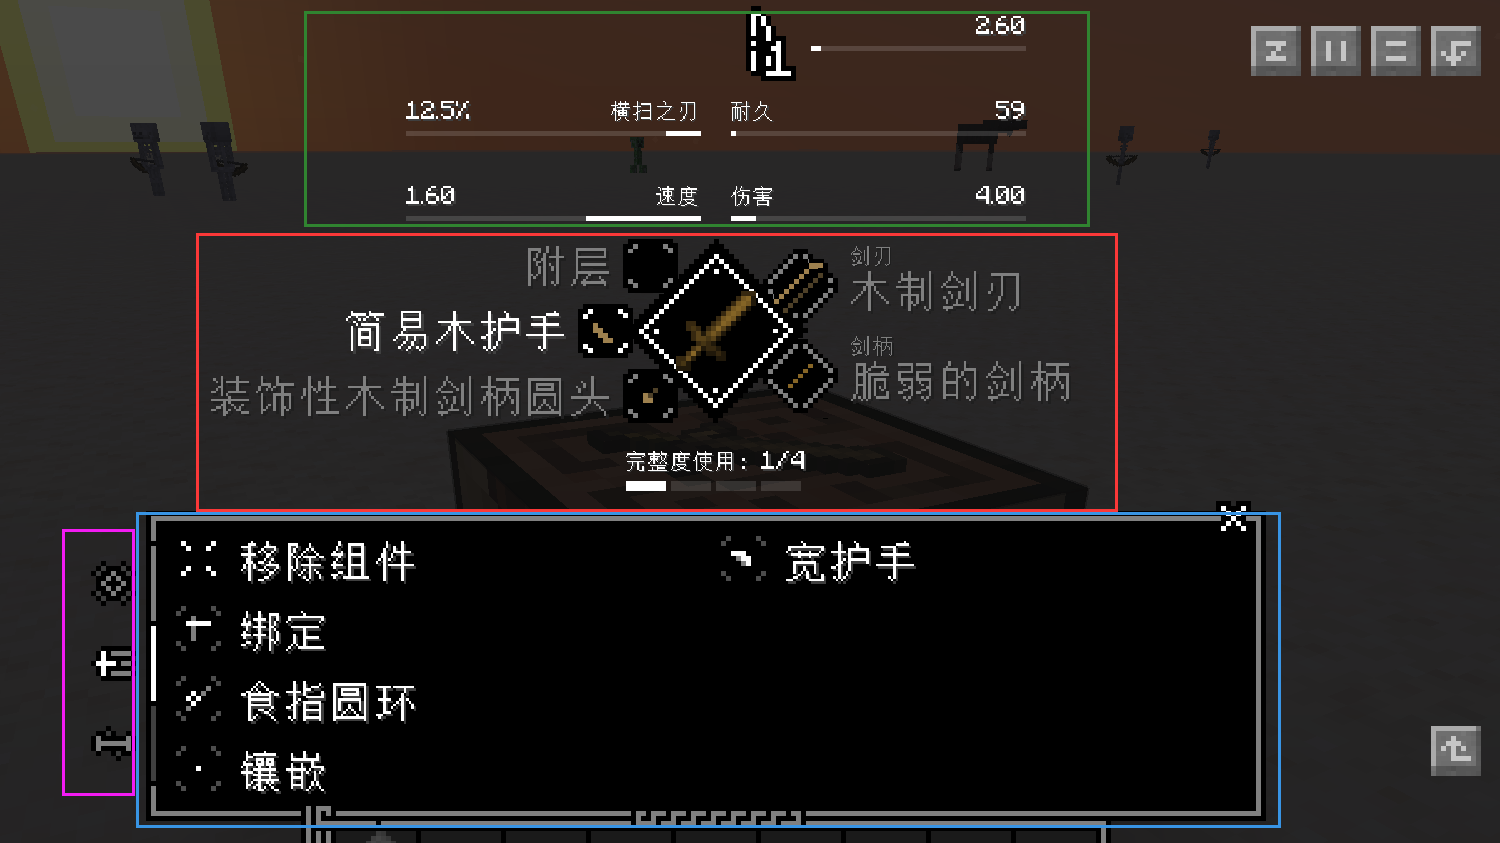 2.60
12.5% 横扫之刃 耐久 59
1.60 速度 伤害 4.00
附层
剑刃
木制剑刃
简易木护手
剑柄
脆弱的剑柄
装饰性木制剑柄圆头
完整度使用：1/4
移除组件
宽护手
绑定
食指圆环
镶嵌